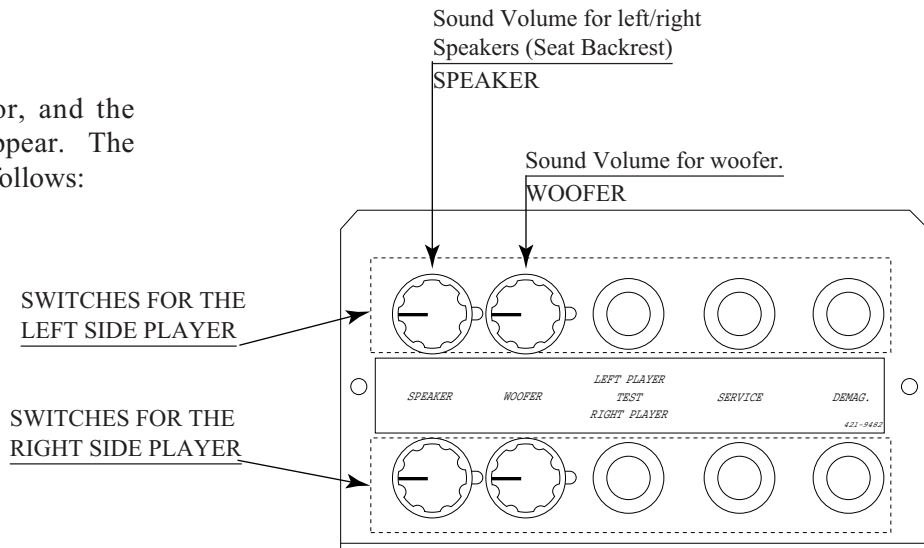 Sound Volume for left/right
Speakers (Seat Backrest)
SPEAKER
or, and the
ppear. The
follows:
Sound Volume for woofer.
WOOFER
SWITCHES FOR THE
LEFT SIDE PLAYER
SPEAKER
WOOFER
LEFT PLAYER
TEST
RIGHT PLAYER
SERVICE
DEMAG.
421-9482
SWITCHES FOR THE
RIGHT SIDE PLAYER